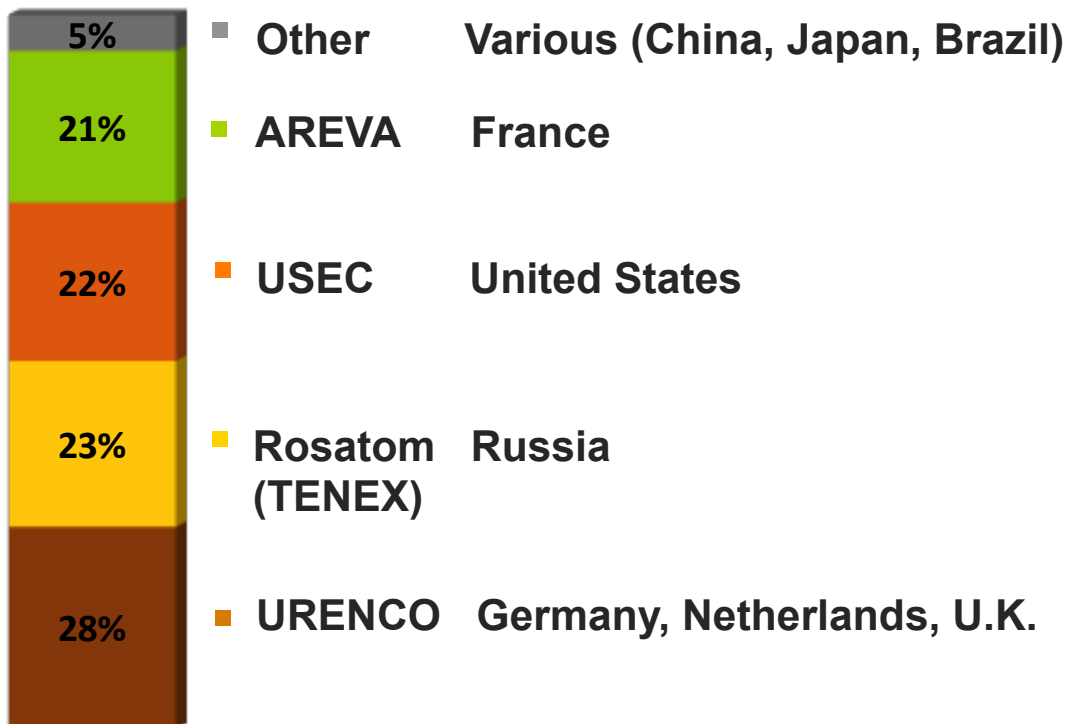 5% Other Various (China, Japan, Brazil)
21% AREVA France
22% USEC United States
23% Rosatom Russia
(TENEX)
28% URENCO Germany, Netherlands, U.K.